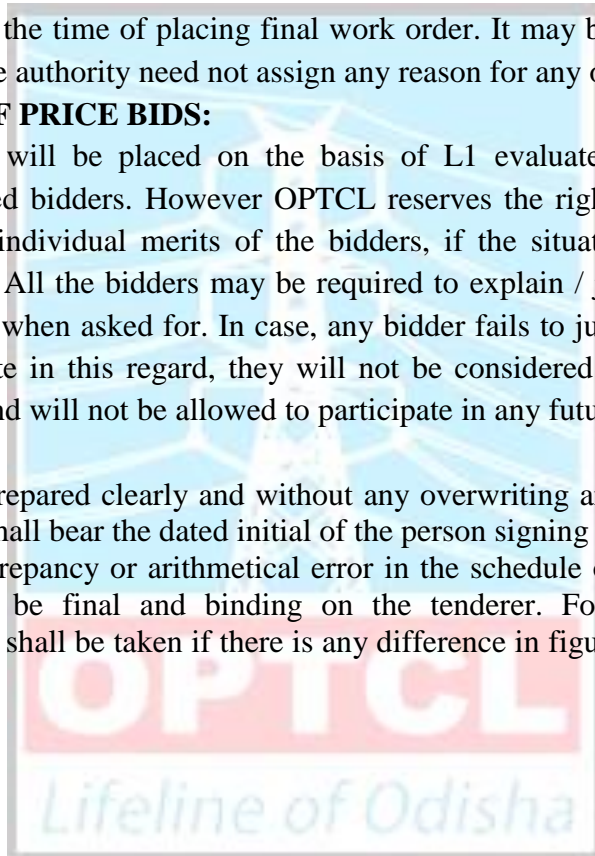 the time of placing final work order. It may b
e authority need not assign any reason for any o
F PRICE BIDS:
will be placed on the basis of L1 evaluate
ed bidders. However OPTCL reserves the righ
individual merits of the bidders, if the situat
All the bidders may be required to explain / j
when asked for. In case, any bidder fails to ju
te in this regard, they will not be considered
nd will not be allowed to participate in any futu
repared clearly and without any overwriting a
hall bear the dated initial of the person signing
crepancy or arithmetical error in the schedule o
be final and binding on the tenderer. Fo
shall be taken if there is any difference in figu
OPTCL
Lifeline of Odisha